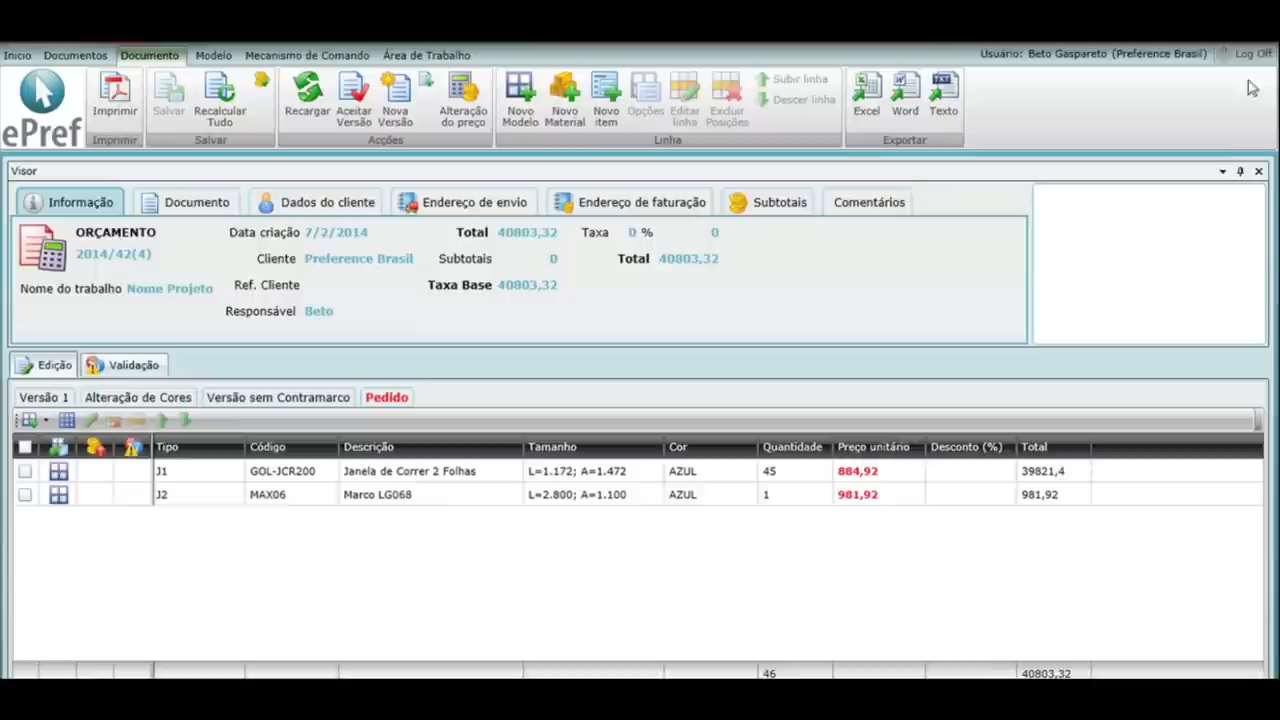 Inicio Documentos Documento Modelo Mecanismo de Comando Área de Trabalho Usuário: Beto Gaspareto (Preference Brasil) Log Off
ePref
Imprimir
Salvar
Recalcular Tudo
Recargar
Aceitar Versão
Nova Versão
Alteração do preço
Novo Modelo
Novo Material
Novo item
Opções
Editar linha
Excluir Posições
Subir linha
Descer linha
Excel
Word
Texto
Imprimir Salvar Acções Linha Exportar
Visor
Informação Documento Dados do cliente Endereço de envio Endereço de faturação Subtotais Comentários
ORÇAMENTO Data criação 7/2/2014 Total 40803,32 Taxa 0 % 0
2014/42(4) Cliente Preference Brasil Subtotais 0 Total 40803,32
Nome do trabalho Nome Projeto Ref. Cliente Taxa Base 40803,32
Responsável Beto
Edição Validação
Versão 1 Alteração de Cores Versão sem Contramarco Pedido
Tipo Código Descrição Tamanho Cor Quantidade Preço unitário Desconto (%) Total
J1 GOL-JCR200 Janela de Correr 2 Folhas L=1.172; A=1.472 AZUL 45 884,92 39821,4
J2 MAX06 Marco LG068 L=2.800; A=1.100 AZUL 1 981,92 981,92
46 40803,32